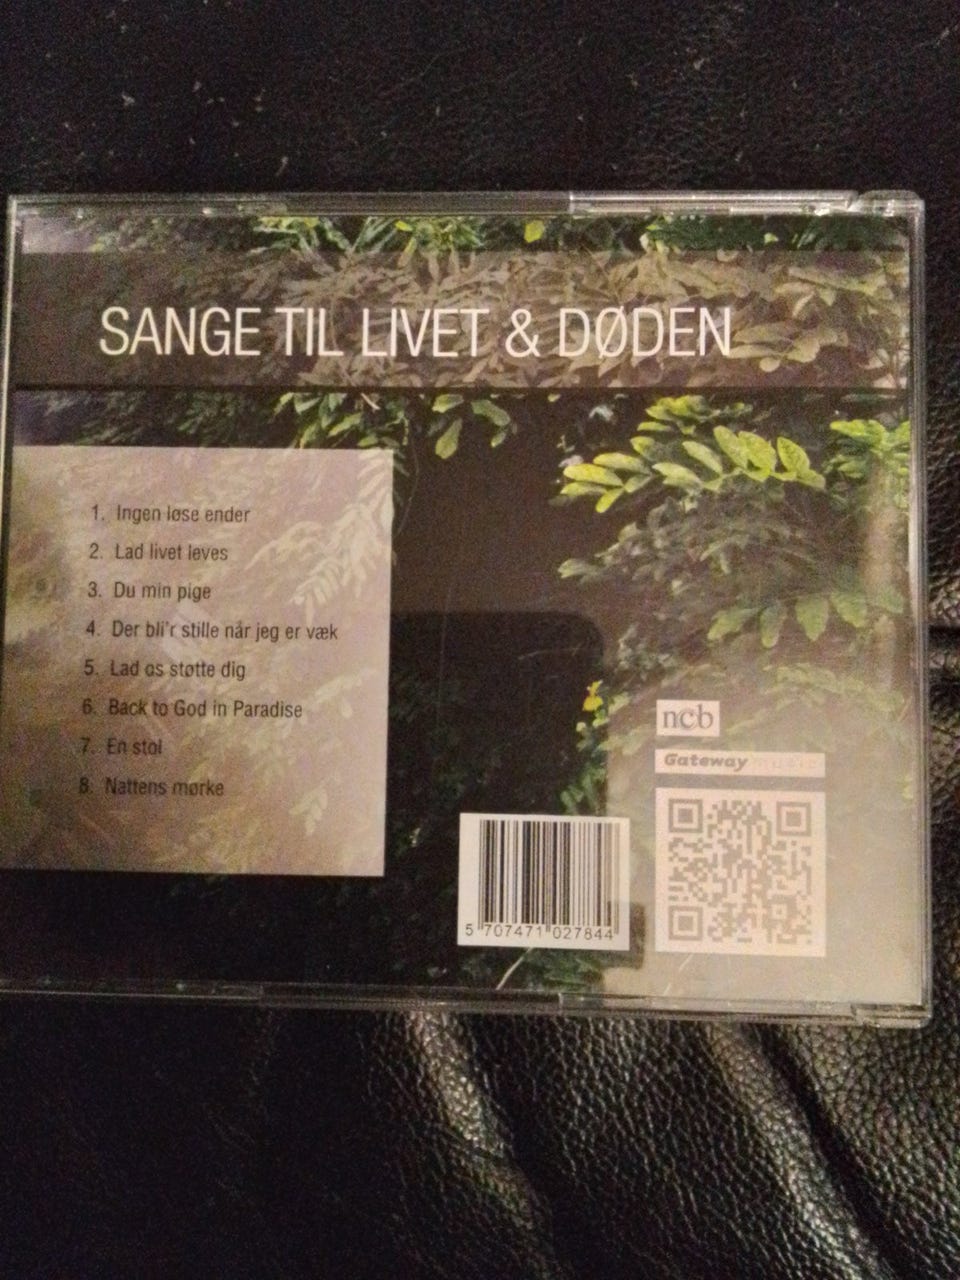 SANGE TIL LIVET & DØDEN
1. Ingen løse ender
2. Lad livet leves
3. Du min pige
4. Der bli'r stille når jeg er væk
5. Lad os støtte dig
6. Back to God in Paradise
7. En stol
8. Nattens mørke
ncb
Gateway music
5 707471 027844